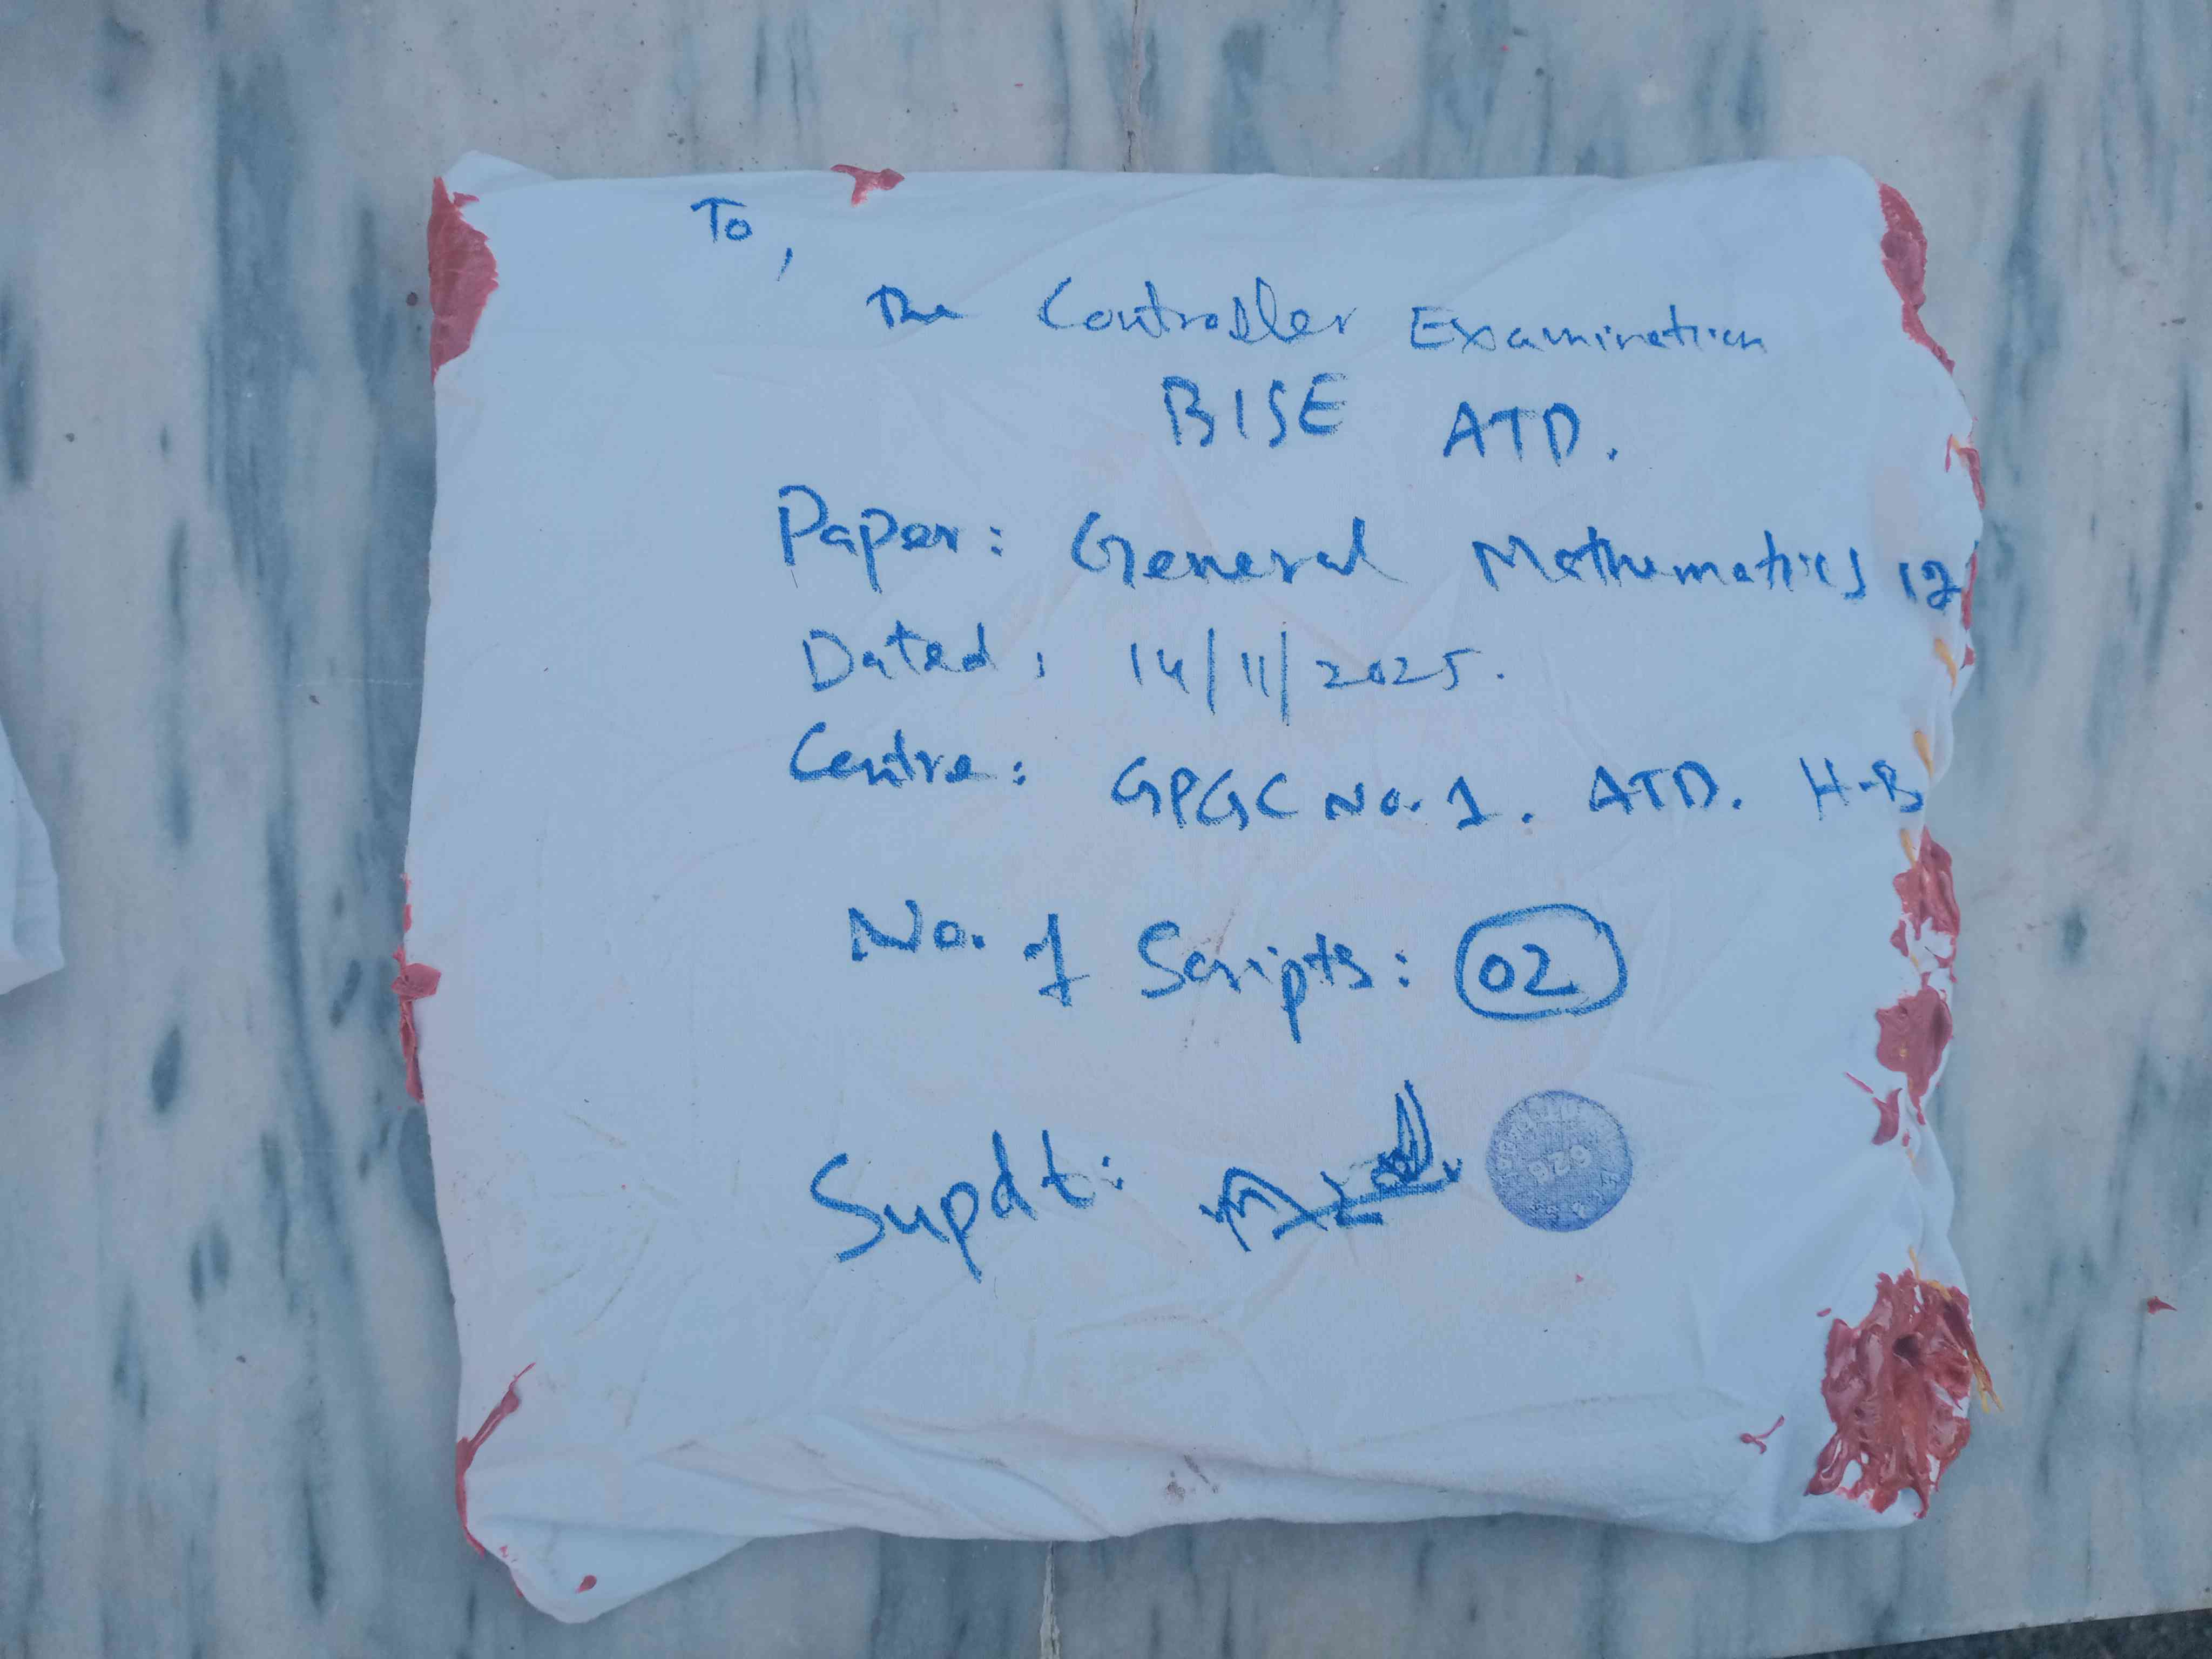 To,
The Controller Examination
BISE ATD.
Paper: General Mathematics 12
Dated: 14/11/2025.
Centre: GPGC No. 1. ATD. H-B
No. of Scripts: 02
Supdt:
628